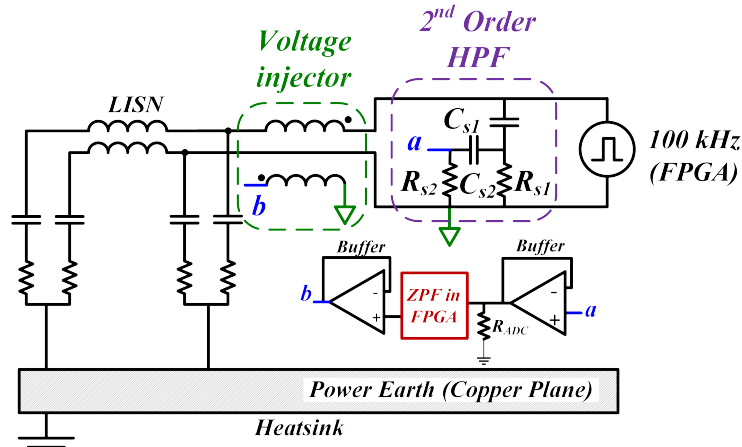 2nd Order
HPF
Voltage
injector
LISN
Cs1
a
100 kHz
(FPGA)
Rs2
Cs2
Rs1
b
Buffer
Buffer
b
-
+
ZPF in
FPGA
RADC
-
+
a
Power Earth (Copper Plane)
Heatsink